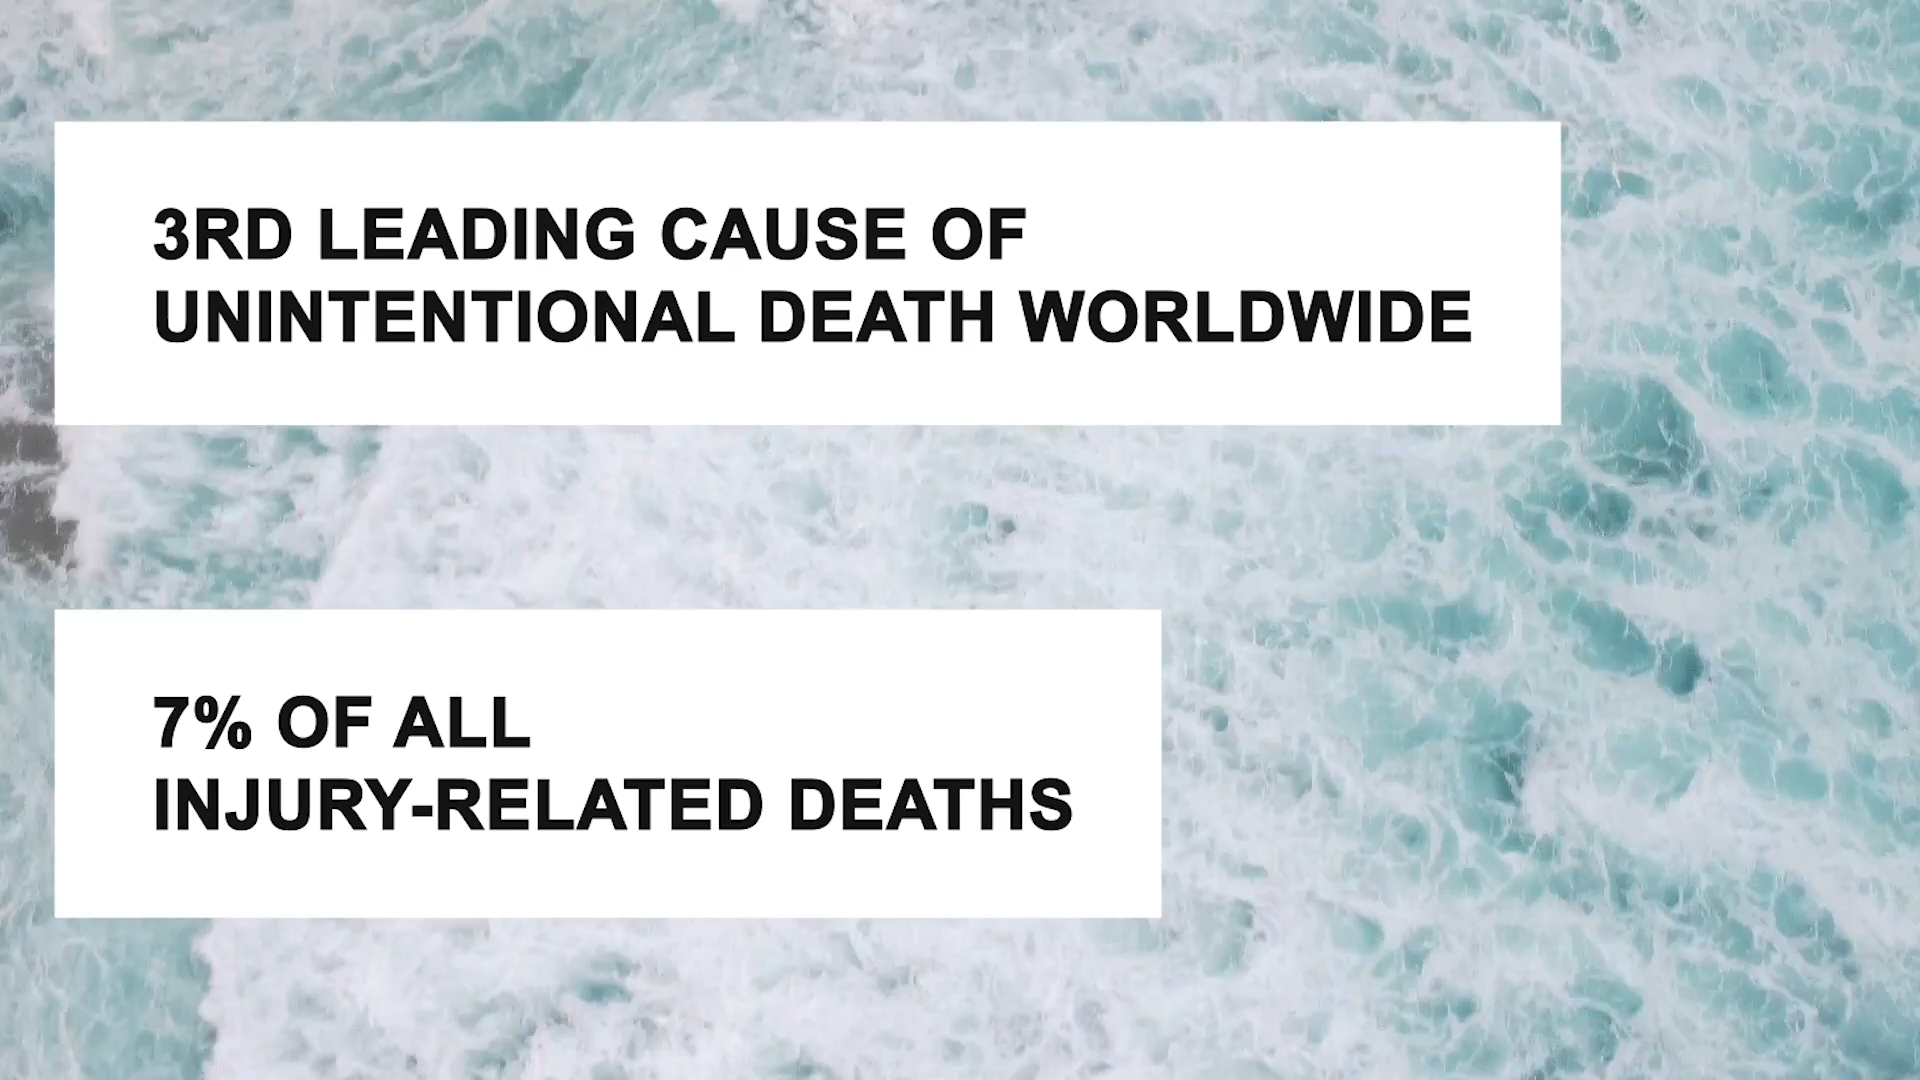 3RD LEADING CAUSE OF
UNINTENTIONAL DEATH WORLDWIDE
7% OF ALL
INJURY-RELATED DEATHS